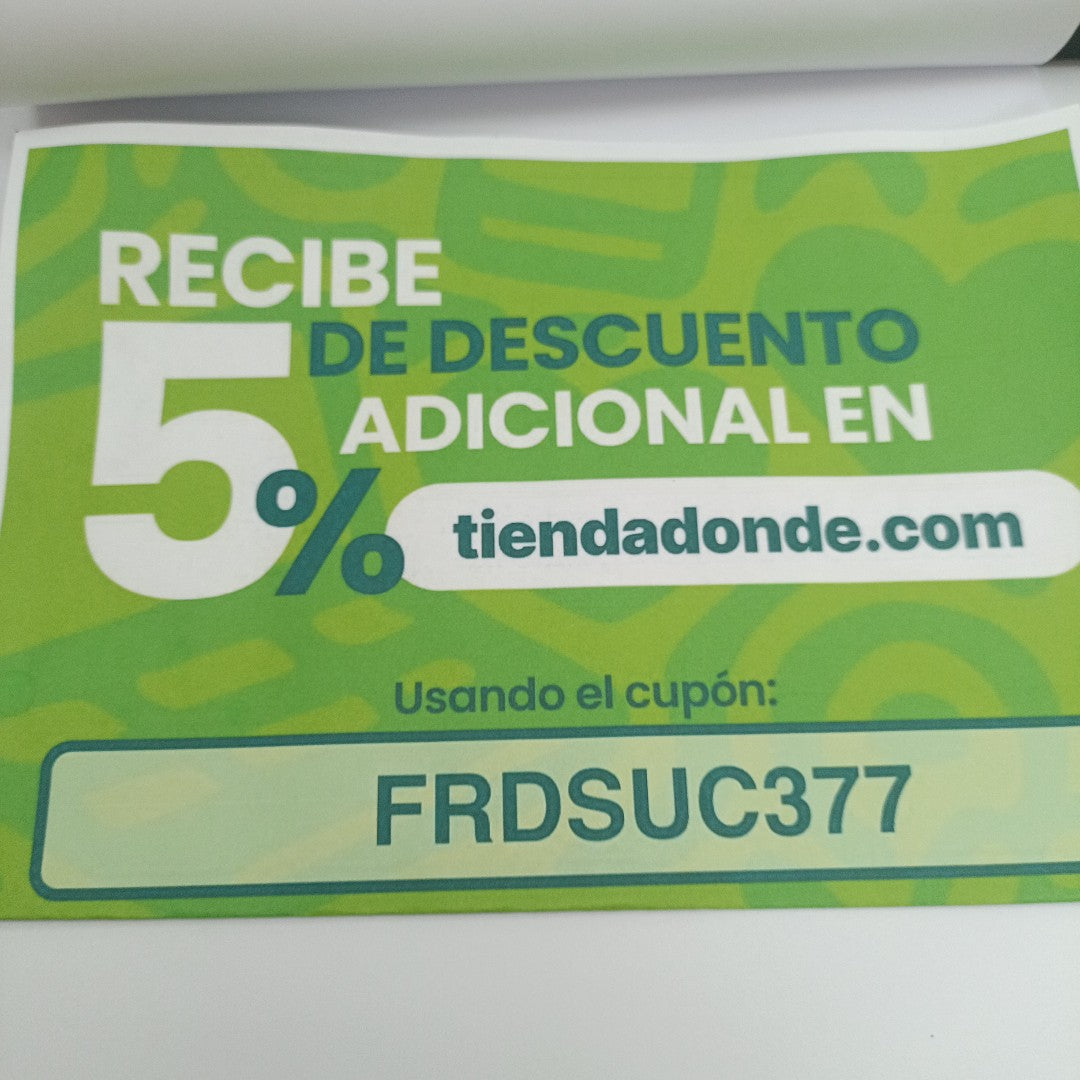 RECIBE
5% DE DESCUENTO
ADICIONAL EN
tiendadonde.com
Usando el cupón:
FRDSUC377